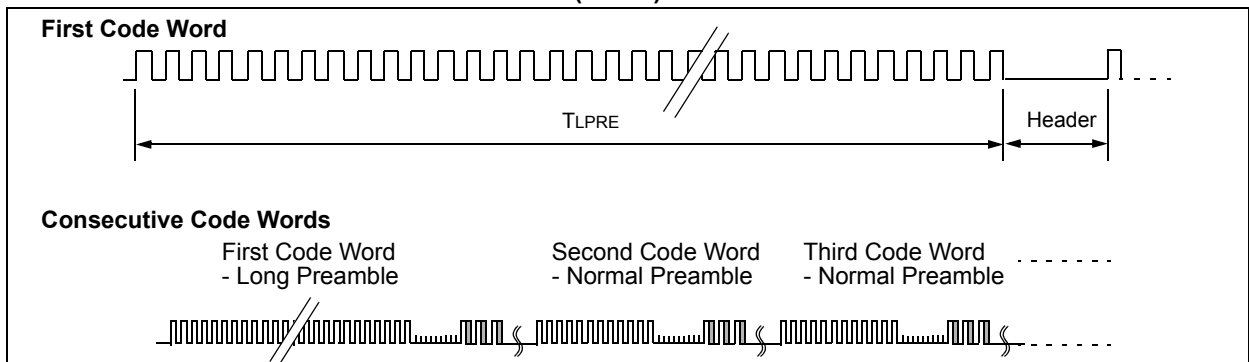 First Code Word
TLPRE
Header
Consecutive Code Words
First Code Word
- Long Preamble
Second Code Word
- Normal Preamble
Third Code Word
- Normal Preamble